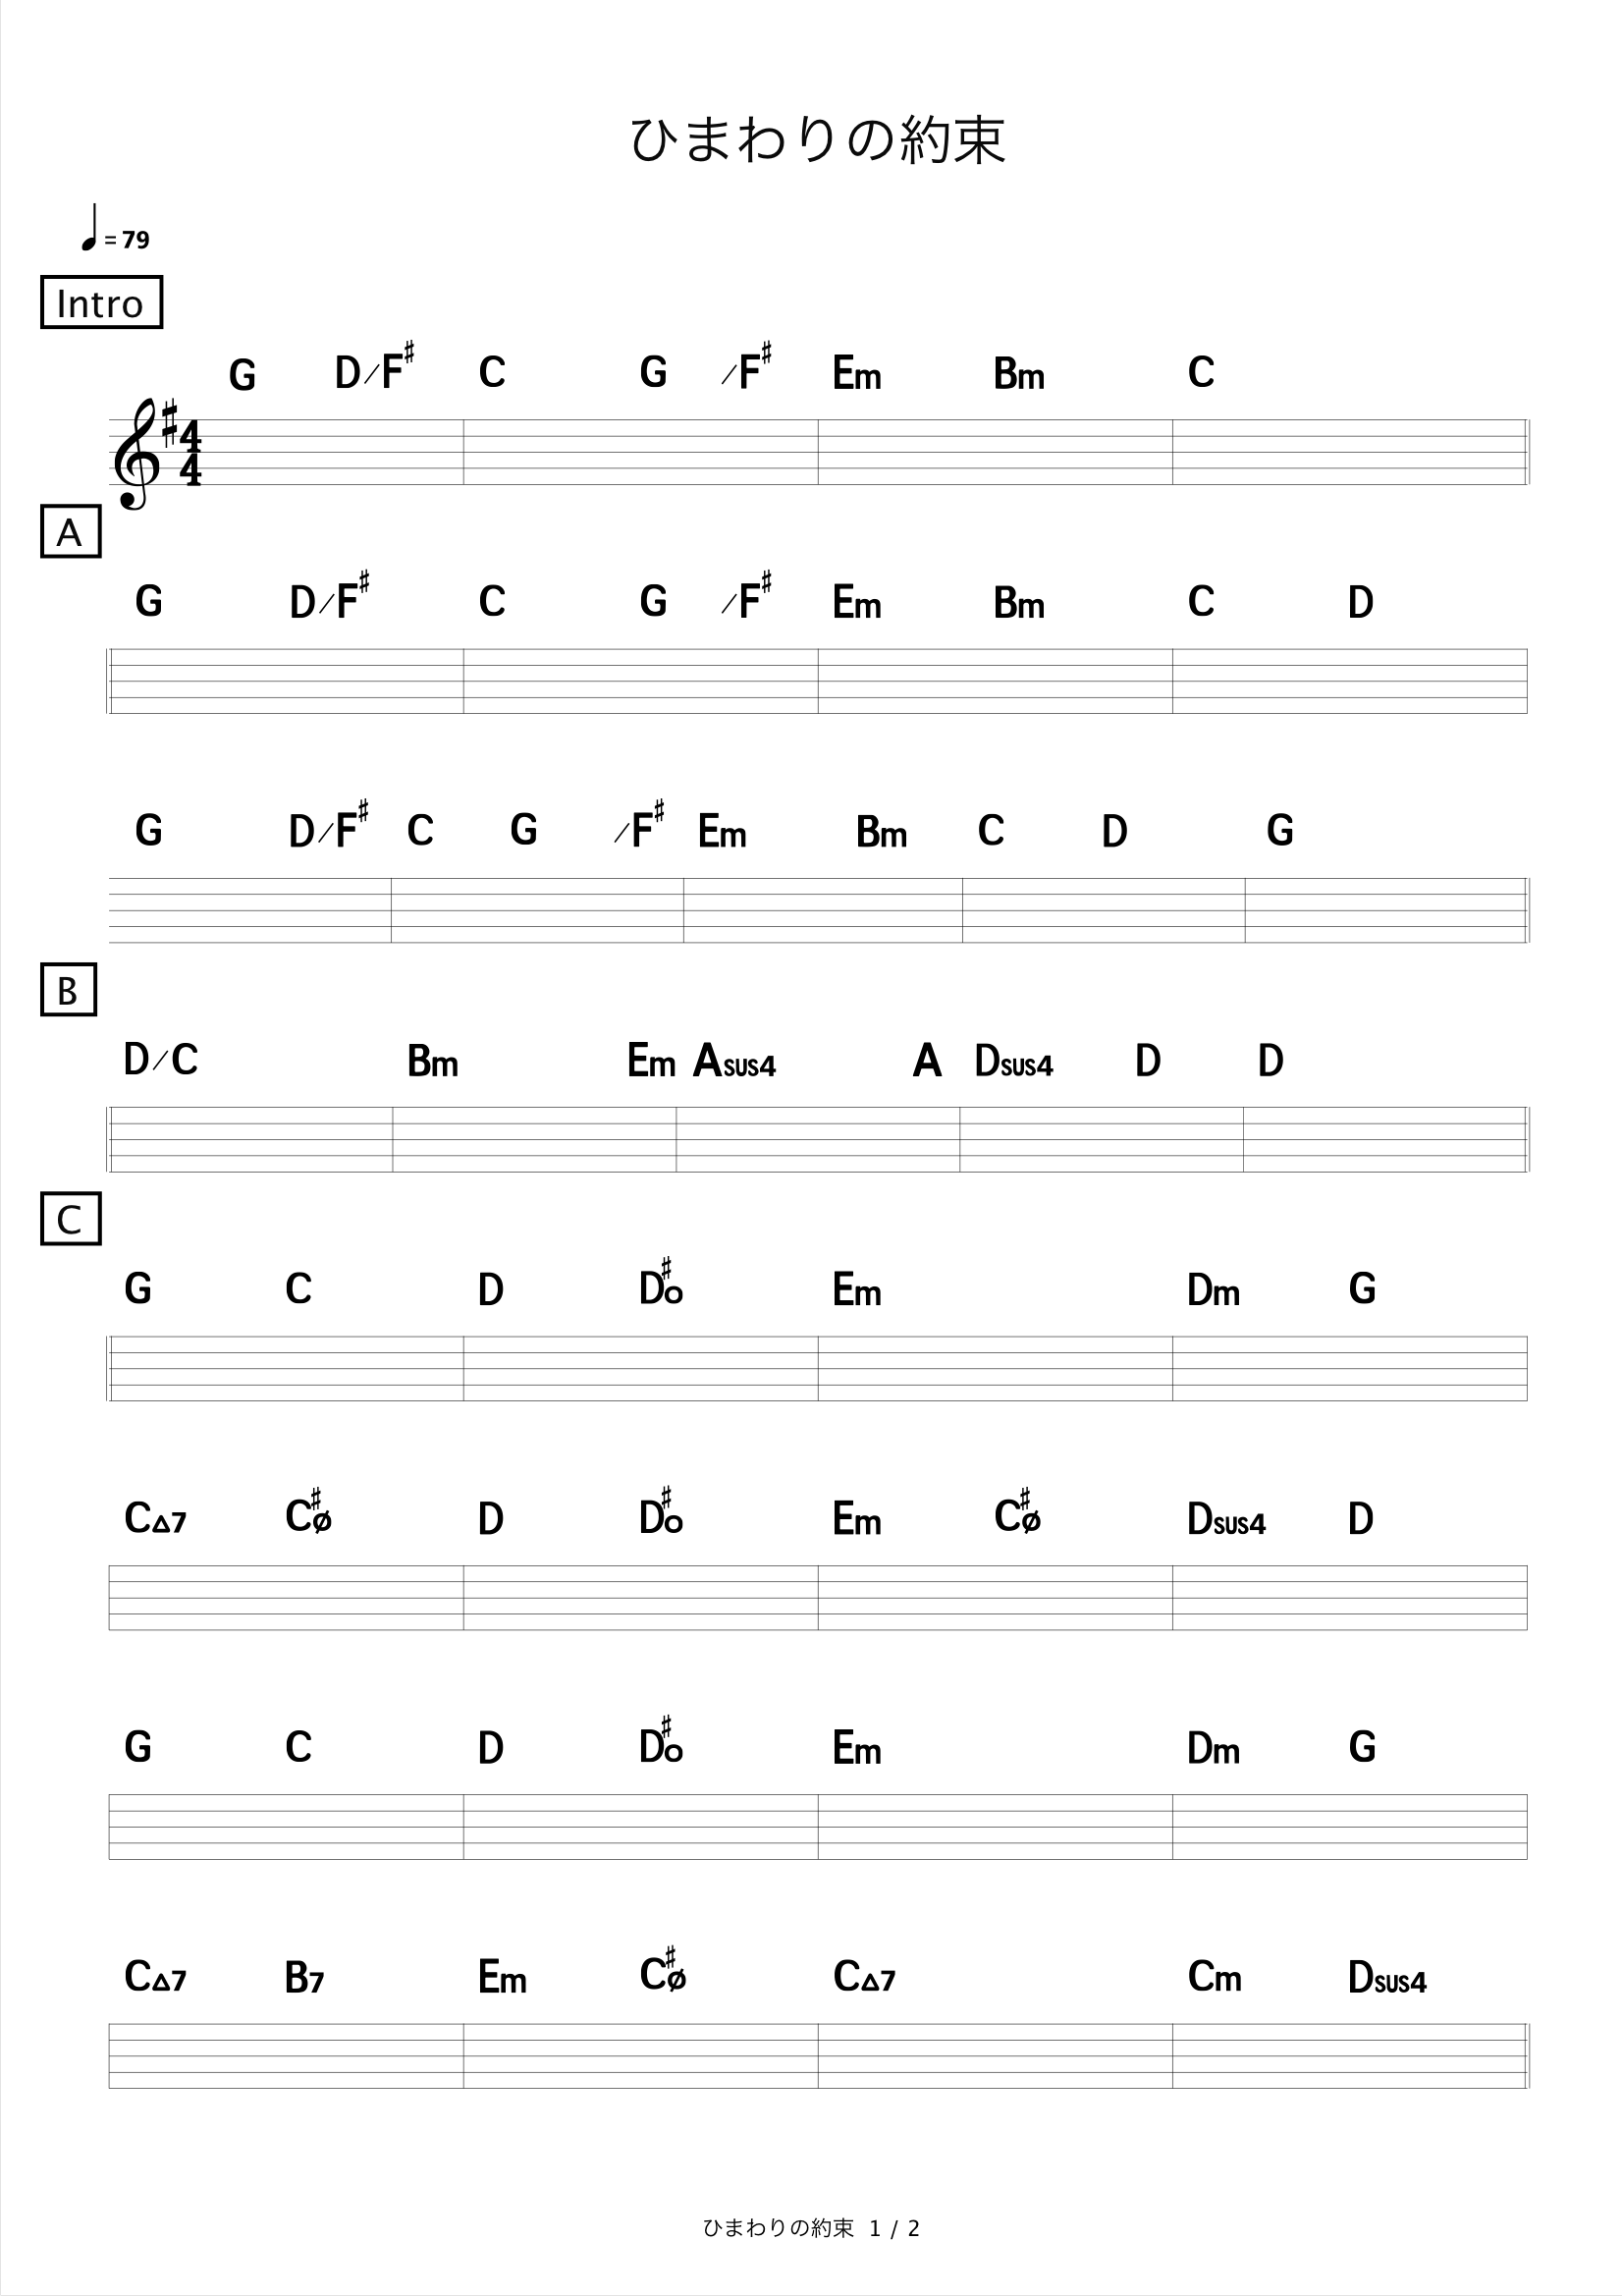 ひまわりの約束
♩= 79
Intro
G D/F♯ C G /F♯ Em Bm C
4
4
A
G D/F♯ C G /F♯ Em Bm C D
G D/F♯ C G /F♯ Em Bm C D G
B
D/C Bm Em Asus4 A Dsus4 D D
C
G C D D♯o Em Dm G
C△7 C♯ø D D♯o Em C♯ø Dsus4 D
G C D D♯o Em Dm G
C△7 B7 Em C♯ø C△7 Cm Dsus4
ひまわりの約束 1 / 2